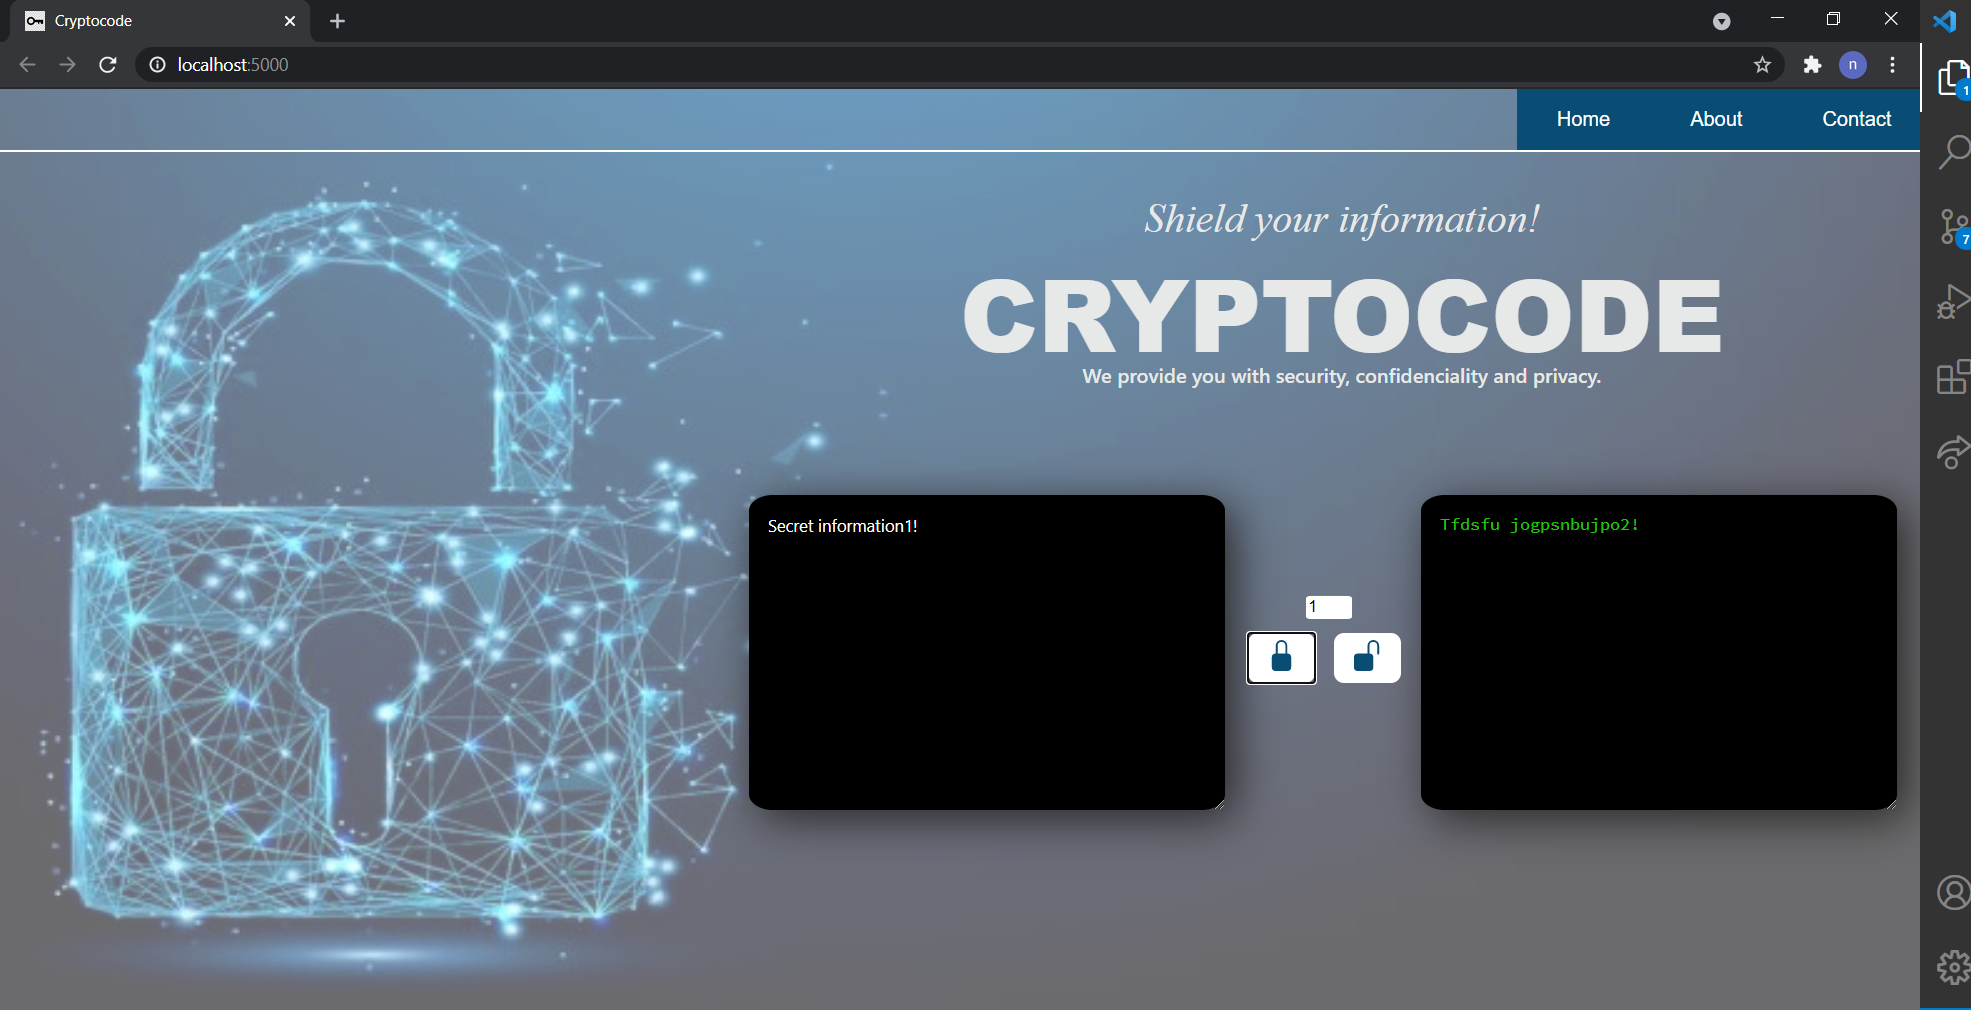 Cryptocode
localhost:5000
n
1
Home About Contact
7
Shield your information!
CRYPTOCODE
We provide you with security, confidenciality and privacy.
Secret information1!
Tfdsfu jogpsnbujpo2!
1